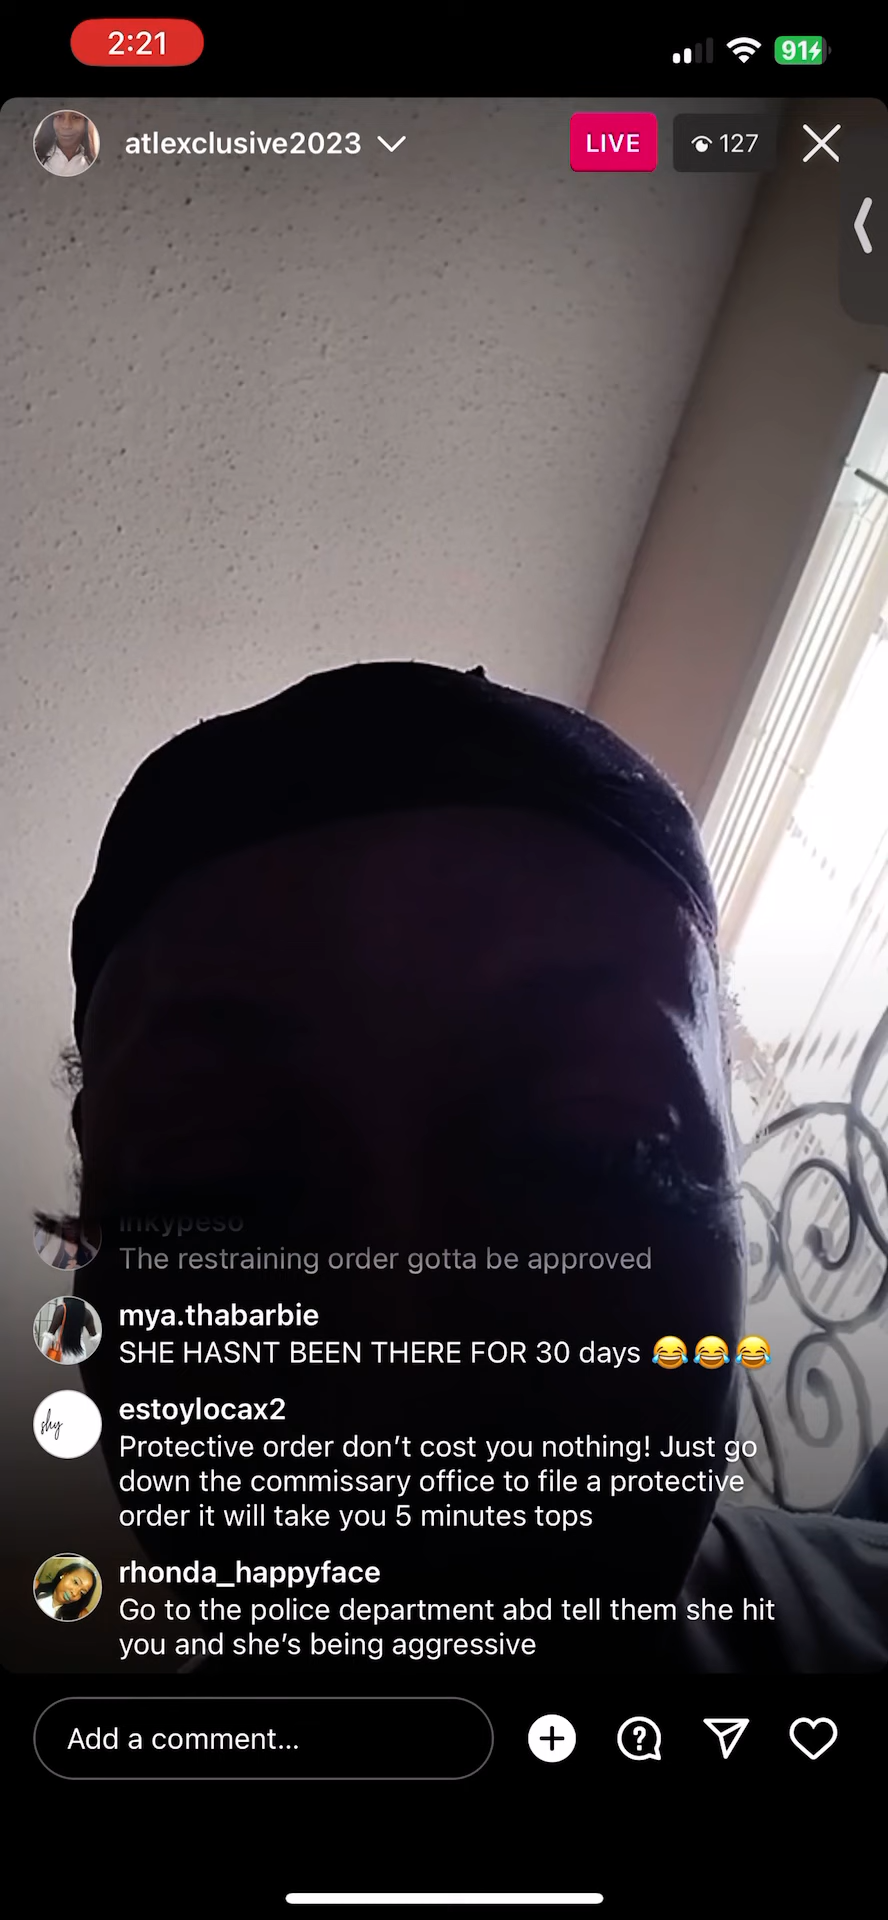 2:21
91
atlexclusive2023
LIVE
127
inkypeso
The restraining order gotta be approved
mya.thabarbie
SHE HASNT BEEN THERE FOR 30 days 😂😂😂
shy
estoylocax2
Protective order don't cost you nothing! Just go
down the commissary office to file a protective
order it will take you 5 minutes tops
rhonda_happyface
Go to the police department abd tell them she hit
you and she's being aggressive
Add a comment...